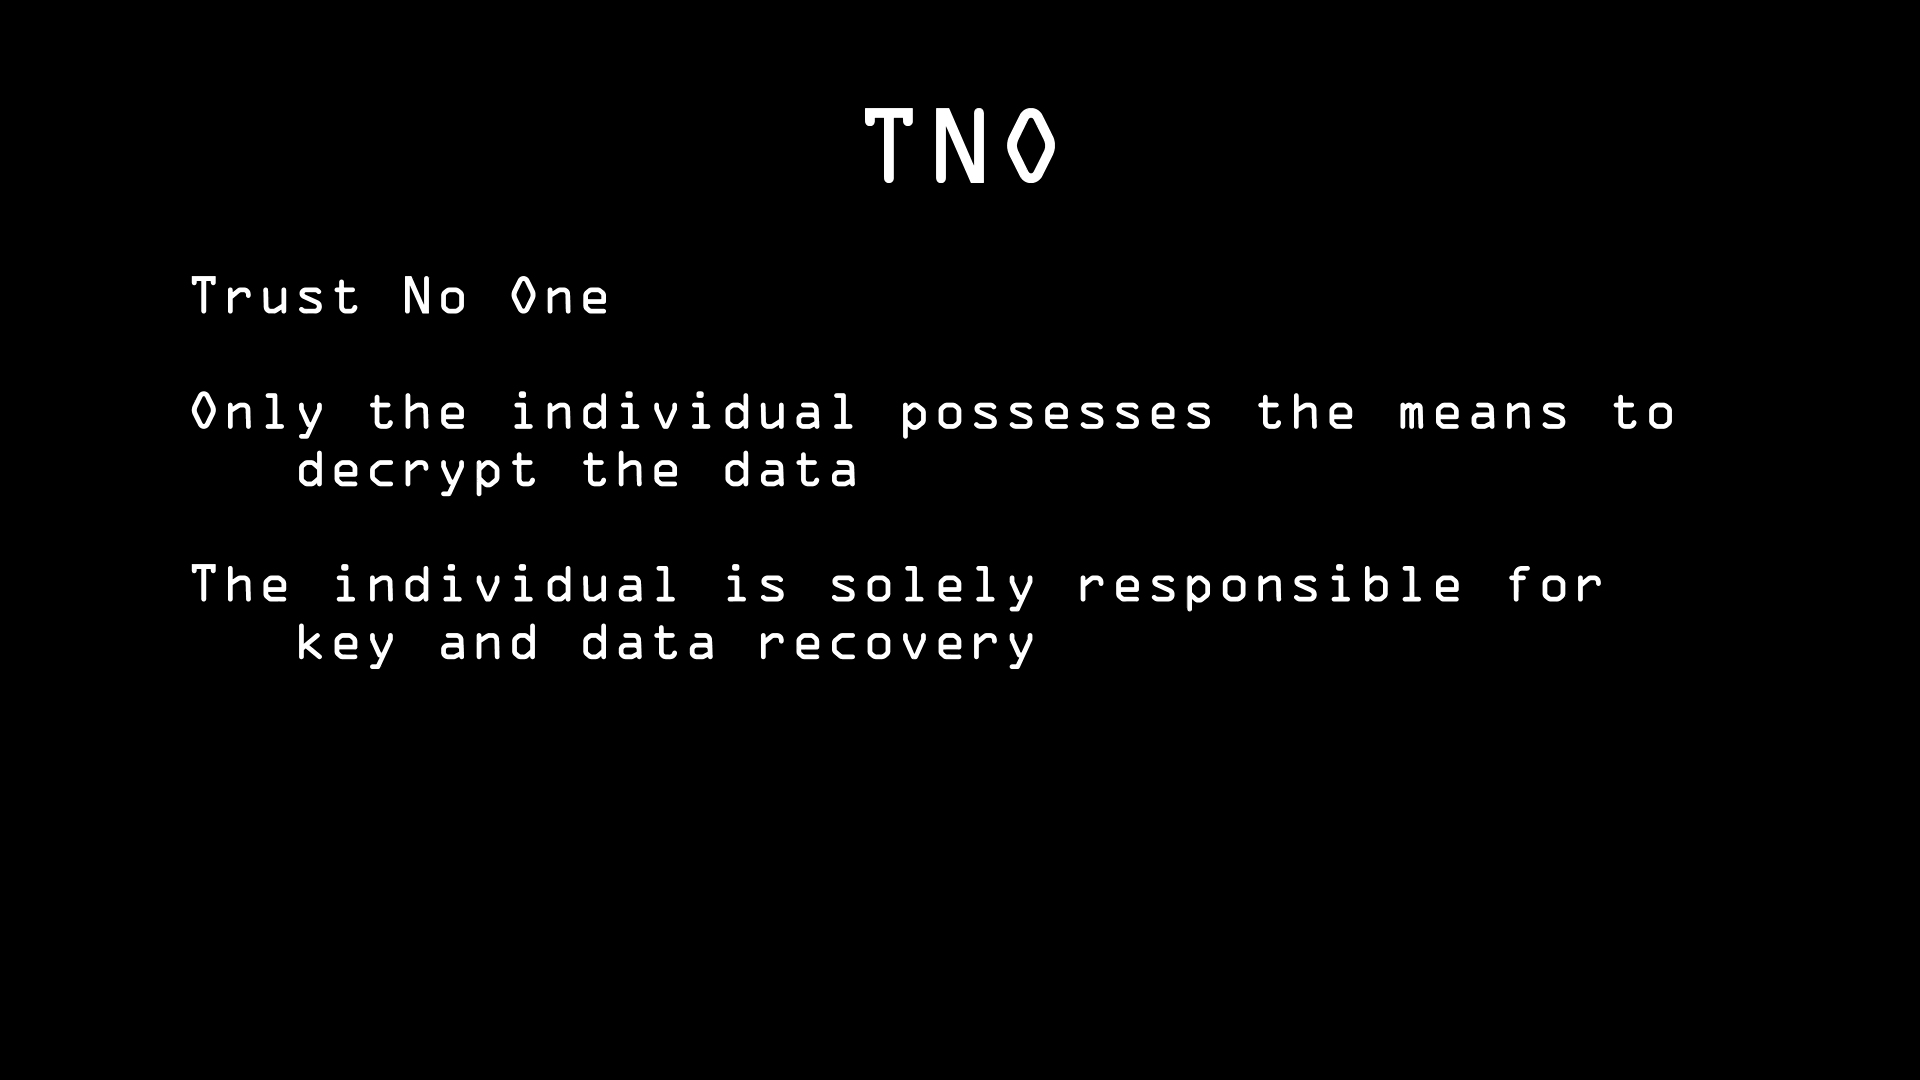 TNO
Trust No One
Only the individual possesses the means to
decrypt the data
The individual is solely responsible for
key and data recovery